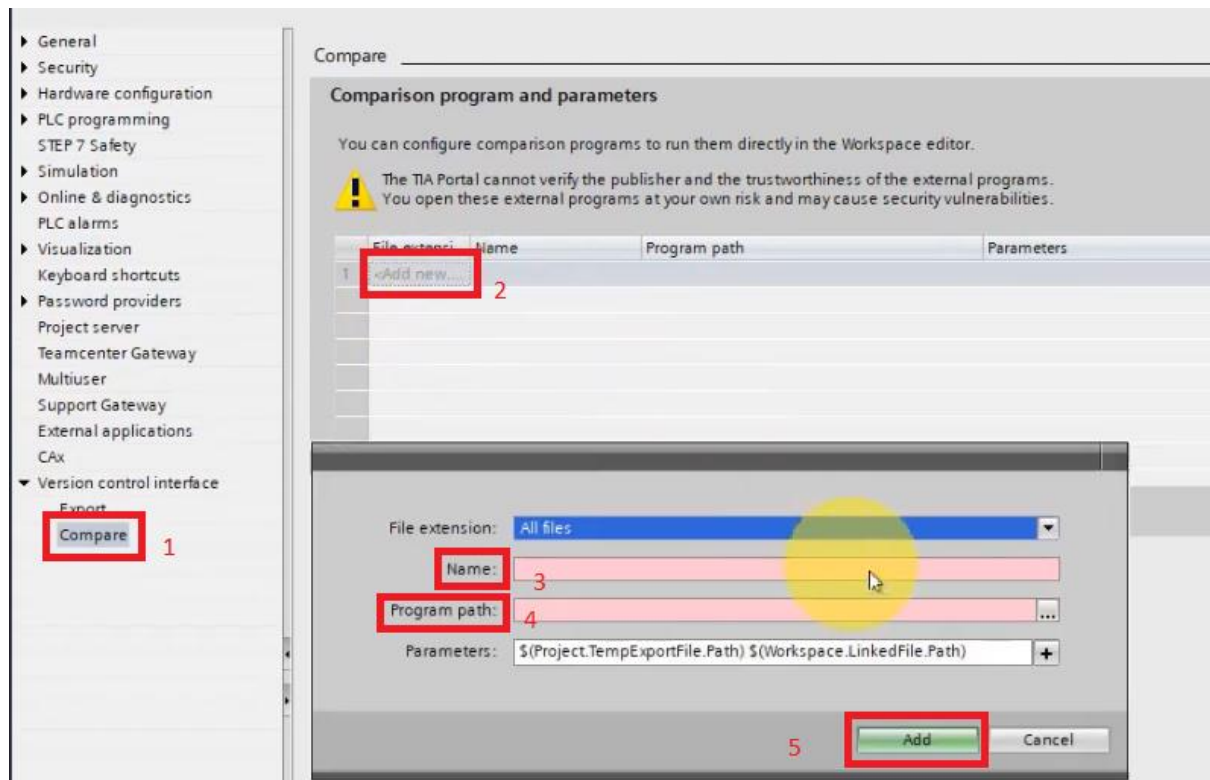 General
Security
Hardware configuration
PLC programming
STEP 7 Safety
Simulation
Online & diagnostics
PLC alarms
Visualization
Keyboard shortcuts
Password providers
Project server
Teamcenter Gateway
Multiuser
Support Gateway
External applications
CAx
Version control interface
Export
Compare
1
Compare
Comparison program and parameters
You can configure comparison programs to run them directly in the Workspace editor.
The TIA Portal cannot verify the publisher and the trustworthiness of the external programs.
You open these external programs at your own risk and may cause security vulnerabilities.
File extensi... Name Program path Parameters
1 <Add new....
2
File extension: All files
Name: 3
Program path: 4 ...
Parameters: $(Project.TempExportFile.Path) $(Workspace.LinkedFile.Path) +
5 Add Cancel